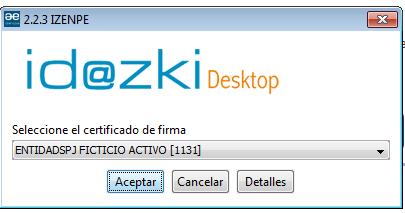 2.2.3 IZENPE
id@zki Desktop
Seleccione el certificado de firma
ENTIDADSPJ FICTICIO ACTIVO [1131]
Aceptar Cancelar Detalles